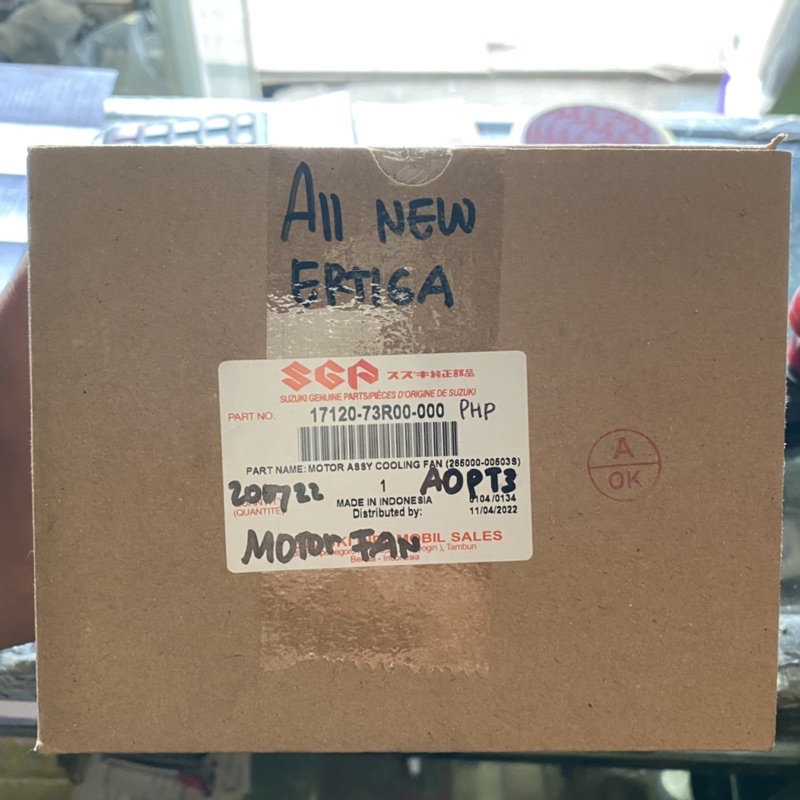 All NEW
ERTIGA
SGP スズキ純正部品
SUZUKI GENUINE PARTS/PIÈCES D'ORIGINE DE SUZUKI
PART NO. 17120-73R00-000 PHP
PART NAME: MOTOR ASSY COOLING FAN (265000-00503S)
1 AOPT3
MADE IN INDONESIA 0104/0134
(QUANTITE Distributed by: 11/04/2022
MOBIL SALES
MOTOR FAN
Tambun
A
OK